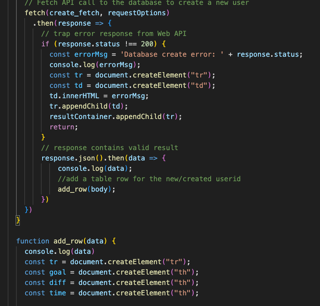 // Fetch API call to the database to create a new user
fetch(create_fetch, requestOptions)
.then(response => {
// trap error response from Web API
if (response.status !== 200) {
const errorMsg = 'Database create error: ' + response.status;
console.log(errorMsg);
const tr = document.createElement("tr");
const td = document.createElement("td");
td.innerHTML = errorMsg;
tr.appendChild(td);
resultContainer.appendChild(tr);
return;
}
// response contains valid result
response.json().then(data => {
console.log(data);
//add a table row for the new/created userid
add_row(body);
})
})
}
function add_row(data) {
console.log(data)
const tr = document.createElement("tr");
const goal = document.createElement("th");
const diff = document.createElement("th");
const time = document.createElement("th");